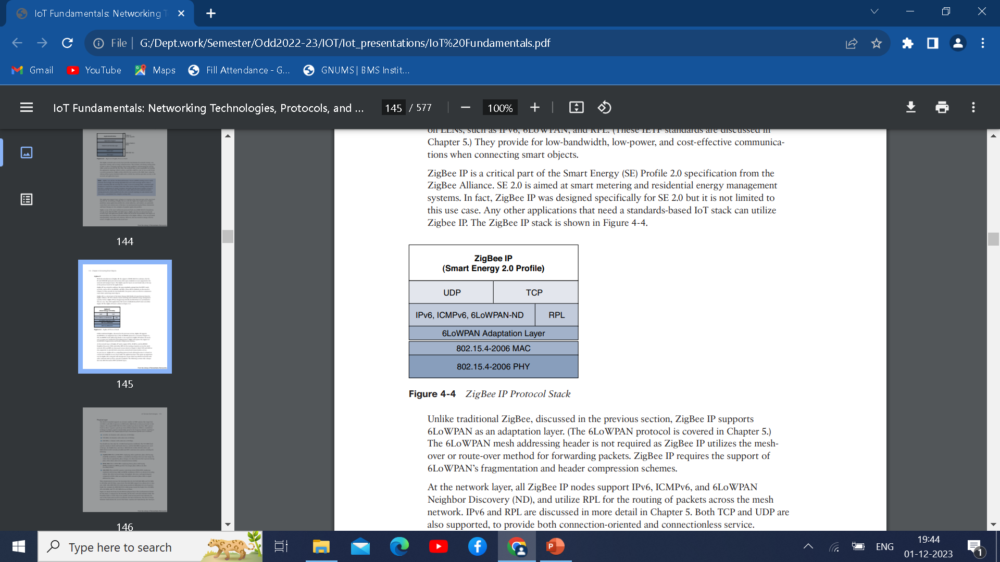 IoT Fundamentals: Networking T
File
G:/Dept.work/Semester/Odd2022-23/IOT/Iot_presentations/IoT%20Fundamentals.pdf
Gmail
YouTube
Maps
Fill Attendance - G...
GNUMS | BMS Instit...
IoT Fundamentals: Networking Technologies, Protocols, and ...
145 / 577
100%
144
145
146
on LLNs, such as IPv6, 6LoWPAN, and RPL. (These IETF standards are discussed in
Chapter 5.) They provide for low-bandwidth, low-power, and cost-effective communica-
tions when connecting smart objects.
ZigBee IP is a critical part of the Smart Energy (SE) Profile 2.0 specification from the
ZigBee Alliance. SE 2.0 is aimed at smart metering and residential energy management
systems. In fact, ZigBee IP was designed specifically for SE 2.0 but it is not limited to
this use case. Any other applications that need a standards-based IoT stack can utilize
Zigbee IP. The ZigBee IP stack is shown in Figure 4-4.
ZigBee IP
(Smart Energy 2.0 Profile)
UDP
TCP
IPv6, ICMPv6, 6LoWPAN-ND
RPL
6LoWPAN Adaptation Layer
802.15.4-2006 MAC
802.15.4-2006 PHY
Figure 4-4 ZigBee IP Protocol Stack
Unlike traditional ZigBee, discussed in the previous section, ZigBee IP supports
6LoWPAN as an adaptation layer. (The 6LoWPAN protocol is covered in Chapter 5.)
The 6LoWPAN mesh addressing header is not required as ZigBee IP utilizes the mesh-
over or route-over method for forwarding packets. ZigBee IP requires the support of
6LoWPAN's fragmentation and header compression schemes.
At the network layer, all ZigBee IP nodes support IPv6, ICMPv6, and 6LoWPAN
Neighbor Discovery (ND), and utilize RPL for the routing of packets across the mesh
network. IPv6 and RPL are discussed in more detail in Chapter 5. Both TCP and UDP are
also supported, to provide both connection-oriented and connectionless service.
Type here to search
ENG
19:44
01-12-2023
1